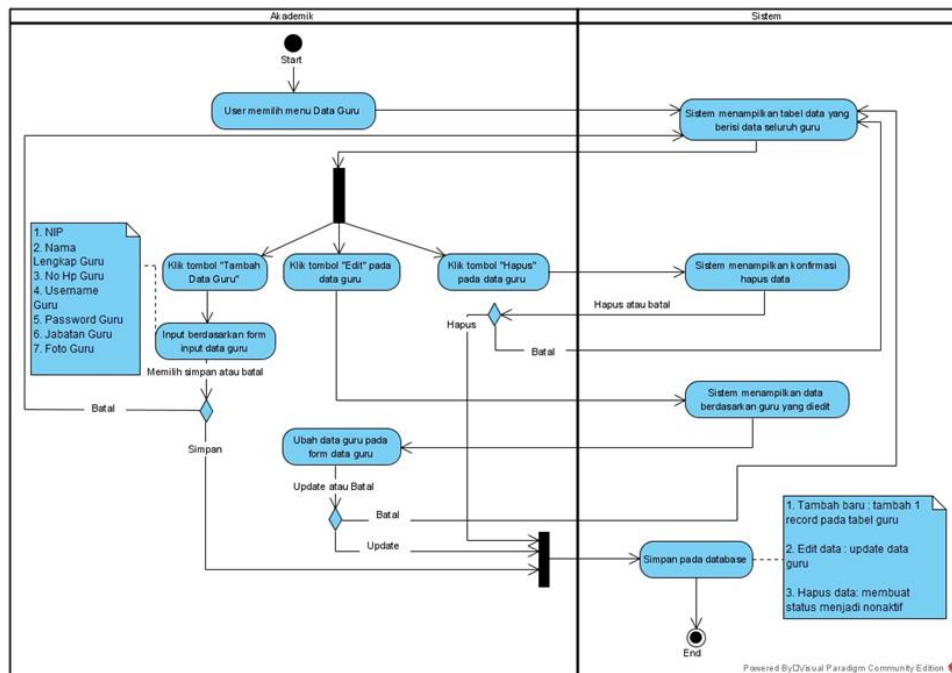 Akademik
Sistem
Start
User memilih menu Data Guru
Sistem menampilkan tabel data yang
berisi data seluruh guru
1. NIP
2. Nama
Lengkap Guru
3. No Hp Guru
4. Username
Guru
5. Password Guru
6. Jabatan Guru
7. Foto Guru
Klik tombol "Tambah
Data Guru"
Klik tombol "Edit" pada
data guru
Klik tombol "Hapus"
pada data guru
Sistem menampilkan konfirmasi
hapus data
Hapus atau batal
Hapus
Batal
Input berdasarkan form
input data guru
Memilih simpan atau batal
Batal
Simpan
Sistem menampilkan data
berdasarkan guru yang diedit
Ubah data guru pada
form data guru
Update atau Batal
Batal
Update
Simpan pada database
1. Tambah baru : tambah 1
record pada tabel guru
2. Edit data : update data
guru
3. Hapus data: membuat
status menjadi nonaktif
End
Powered By Visual Paradigm Community Edition